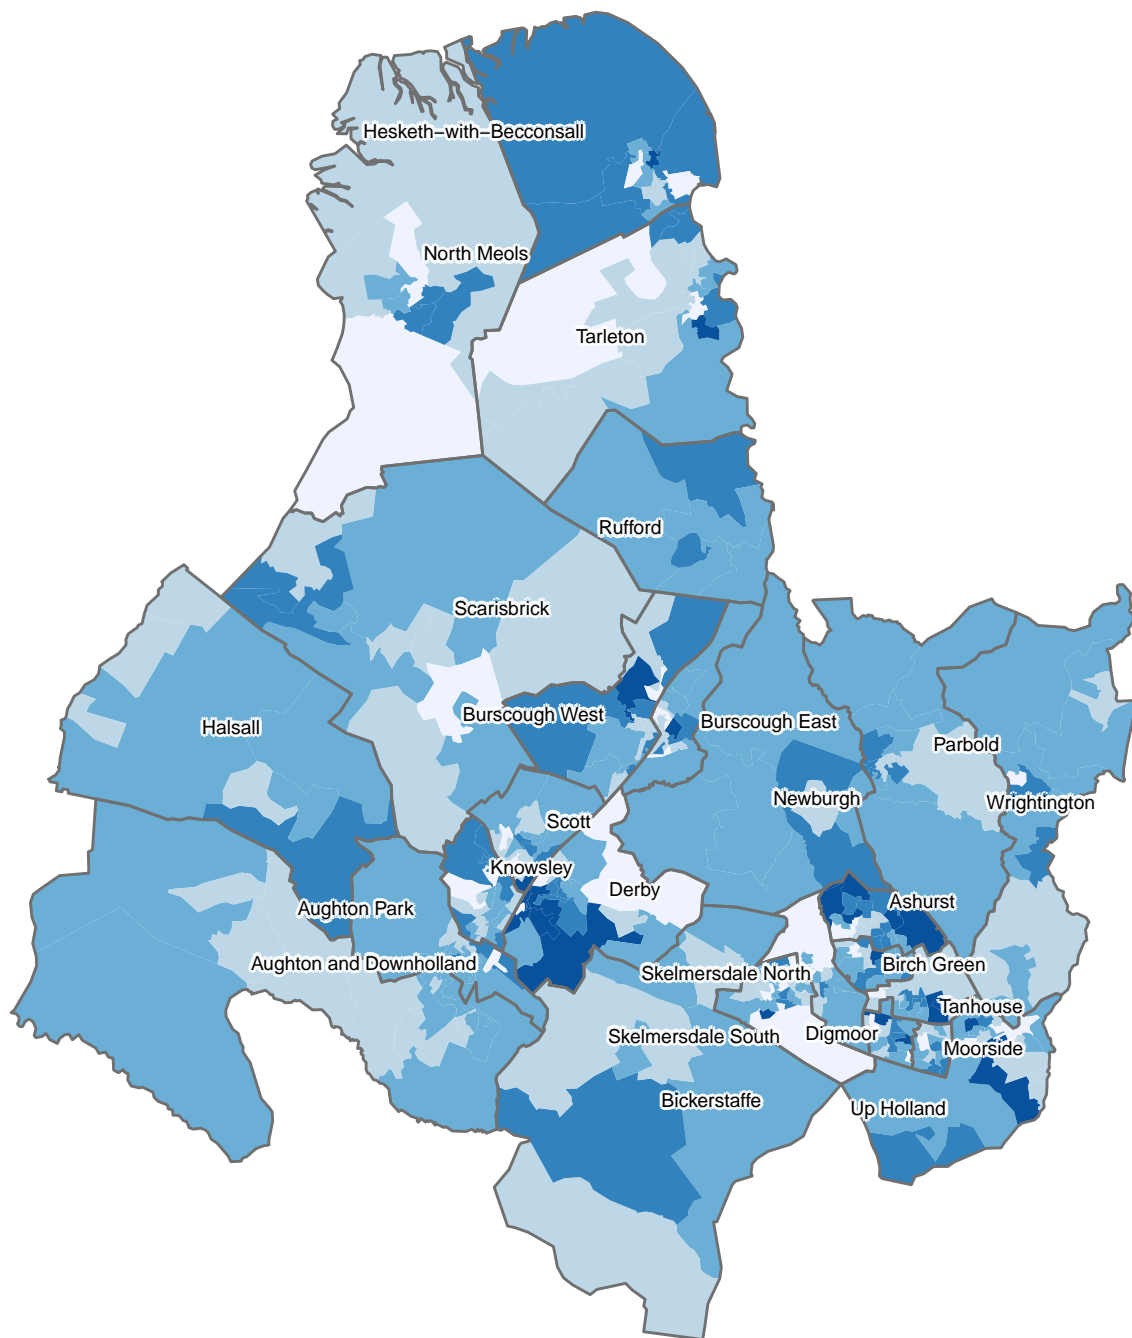 Hesketh−with−Becconsall
North Meols
Tarleton
Rufford
Scarisbrick
Burscough West
Burscough East
Halsall
Parbold
Newburgh
Wrightington
Scott
Knowsley
Derby
Ashurst
Aughton Park
Aughton and Downholland
Birch Green
Skelmersdale North
Tanhouse
Skelmersdale South
Digmoor
Moorside
Bickerstaffe
Up Holland